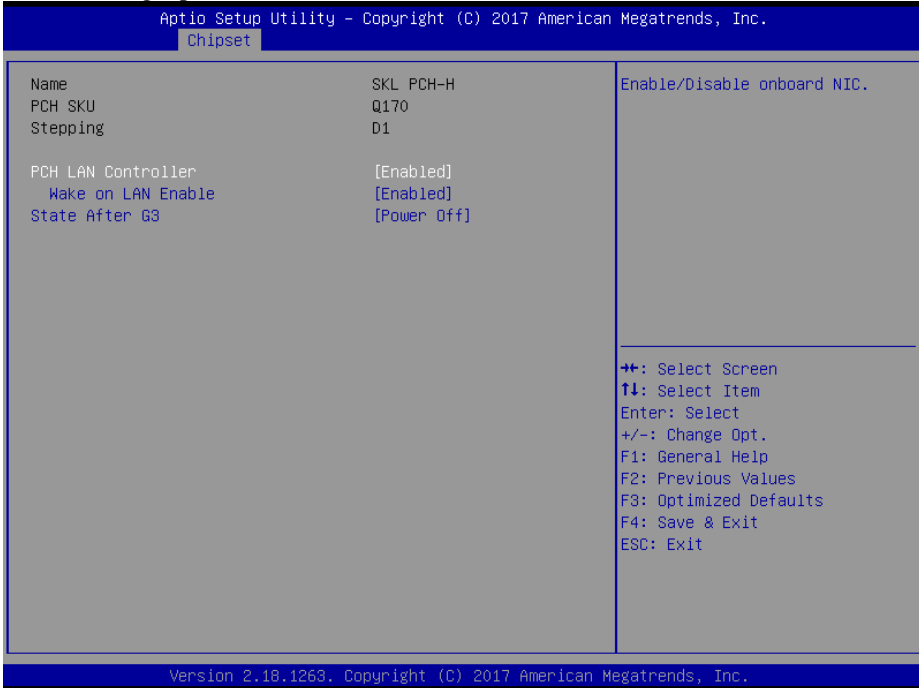 Aptio Setup Utility – Copyright (C) 2017 American Megatrends, Inc.
Chipset
Name SKL PCH-H
PCH SKU Q170
Stepping D1
PCH LAN Controller [Enabled]
Wake on LAN Enable [Enabled]
State After G3 [Power Off]
Enable/Disable onboard NIC.
→←: Select Screen
↑↓: Select Item
Enter: Select
+/-: Change Opt.
F1: General Help
F2: Previous Values
F3: Optimized Defaults
F4: Save & Exit
ESC: Exit
Version 2.18.1263. Copyright (C) 2017 American Megatrends, Inc.